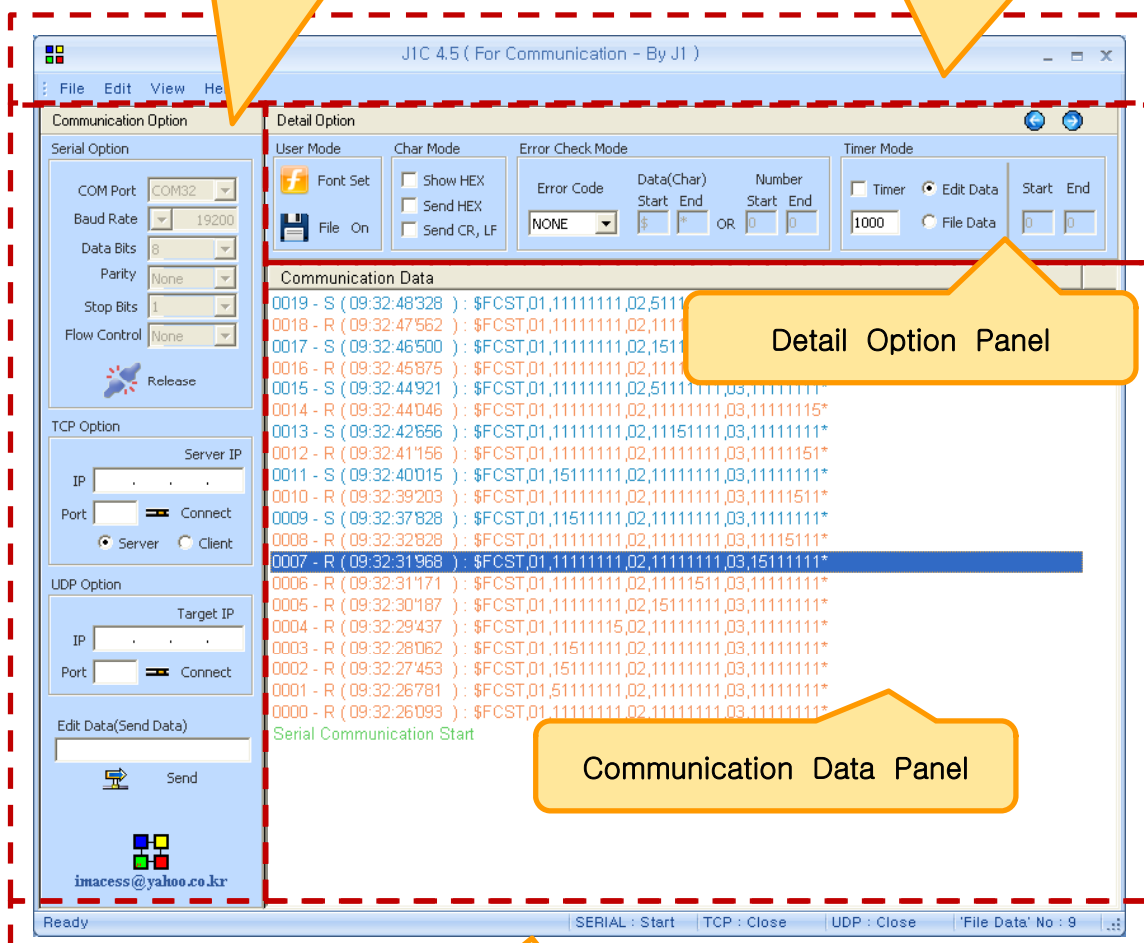 J1C 4.5 ( For Communication - By J1 )
File Edit View
Communication Option
Serial Option
COM Port COM32
Baud Rate 19200
Data Bits 8
Parity None
Stop Bits 1
Flow Control None
Release
TCP Option
Server IP
IP . . .
Port Connect
Server Client
UDP Option
Target IP
IP . . .
Port Connect
Edit Data(Send Data)
Send
imacess@yahoo.co.kr
Detail Option
User Mode
Font Set
File On
Char Mode
Show HEX
Send HEX
Send CR, LF
Error Check Mode
Error Code Data(Char) Number
Start End Start End
NONE $ * OR 0 0
Timer Mode
Timer Edit Data Start End
1000 File Data 0 0
Detail Option Panel
Communication Data
0019 - S ( 09:32:48'328 ) : $FCST,01,11111111,02,5111
0018 - R ( 09:32:47'562 ) : $FCST,01,11111111,02,1111
0017 - S ( 09:32:46'500 ) : $FCST,01,11111111,02,1511
0016 - R ( 09:32:45'875 ) : $FCST,01,11111111,02,1111
0015 - S ( 09:32:44'921 ) : $FCST,01,11111111,02,51111111,03,11111111*
0014 - R ( 09:32:44'046 ) : $FCST,01,11111111,02,11111111,03,11111115*
0013 - S ( 09:32:42'656 ) : $FCST,01,11111111,02,11151111,03,11111111*
0012 - R ( 09:32:41'156 ) : $FCST,01,11111111,02,11111111,03,11111151*
0011 - S ( 09:32:40'015 ) : $FCST,01,15111111,02,11111111,03,11111111*
0010 - R ( 09:32:39'203 ) : $FCST,01,11111111,02,11111111,03,11111511*
0009 - S ( 09:32:37'828 ) : $FCST,01,11511111,02,11111111,03,11111111*
0008 - R ( 09:32:32'828 ) : $FCST,01,11111111,02,11111111,03,11115111*
0007 - R ( 09:32:31'968 ) : $FCST,01,11111111,02,11111111,03,15111111*
0006 - R ( 09:32:31'171 ) : $FCST,01,11111111,02,11111511,03,11111111*
0005 - R ( 09:32:30'187 ) : $FCST,01,11111111,02,15111111,03,11111111*
0004 - R ( 09:32:29'437 ) : $FCST,01,11111115,02,11111111,03,11111111*
0003 - R ( 09:32:28'062 ) : $FCST,01,11511111,02,11111111,03,11111111*
0002 - R ( 09:32:27'453 ) : $FCST,01,15111111,02,11111111,03,11111111*
0001 - R ( 09:32:26'781 ) : $FCST,01,51111111,02,11111111,03,11111111*
0000 - R ( 09:32:26'093 ) : $FCST,01,11111111,02,11111111,03,11111111*
Serial Communication Start
Communication Data Panel
Ready SERIAL : Start TCP : Close UDP : Close 'File Data' No : 9